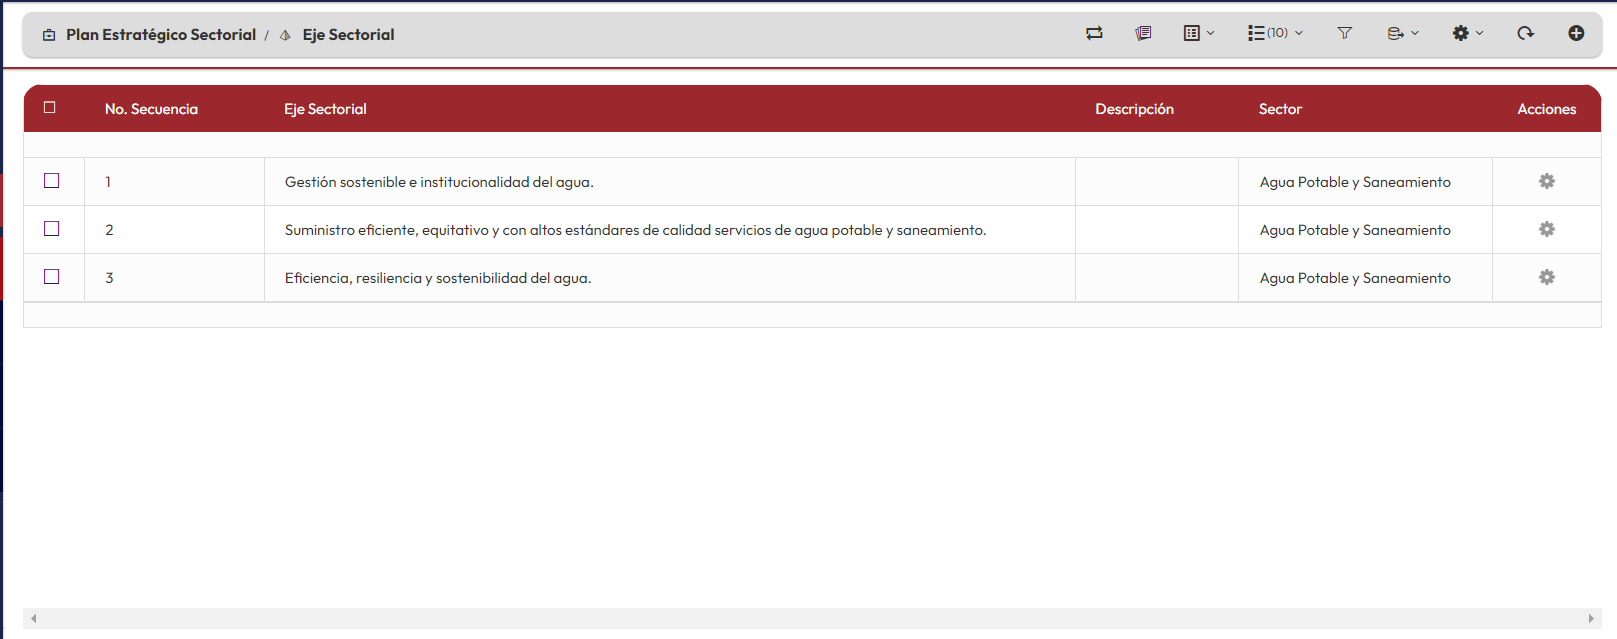 Plan Estratégico Sectorial / Eje Sectorial (10)
No. Secuencia Eje Sectorial Descripción Sector Acciones
1 Gestión sostenible e institucionalidad del agua. Agua Potable y Saneamiento
2 Suministro eficiente, equitativo y con altos estándares de calidad servicios de agua potable y saneamiento. Agua Potable y Saneamiento
3 Eficiencia, resiliencia y sostenibilidad del agua. Agua Potable y Saneamiento